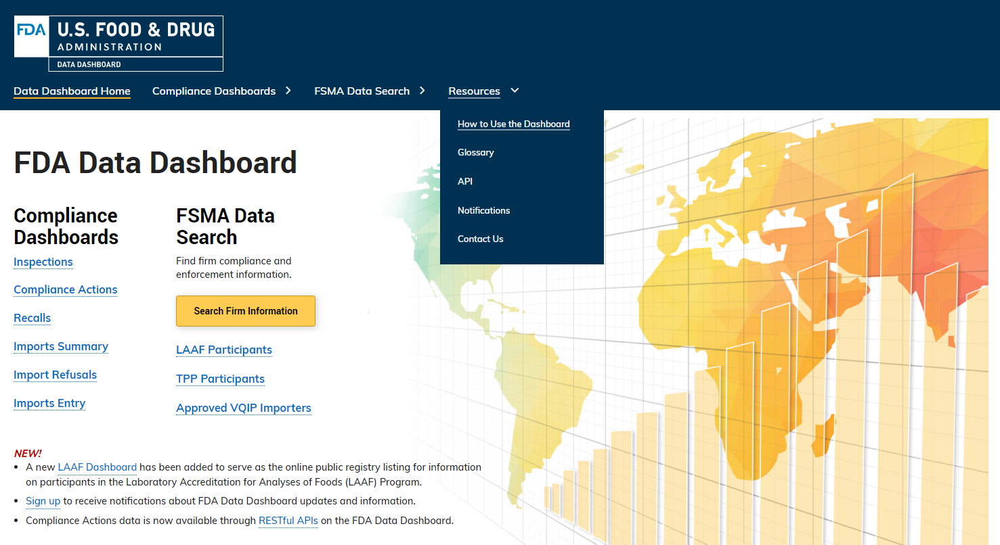 FDA
U.S. FOOD & DRUG
ADMINISTRATION
DATA DASHBOARD
Data Dashboard Home
Compliance Dashboards
FSMA Data Search
Resources
How to Use the Dashboard
Glossary
API
Notifications
Contact Us
FDA Data Dashboard
Compliance
Dashboards
Inspections
Compliance Actions
Recalls
Imports Summary
Import Refusals
Imports Entry
FSMA Data
Search
Find firm compliance and
enforcement information.
Search Firm Information
LAAF Participants
TPP Participants
Approved VQIP Importers
NEW!
• A new LAAF Dashboard has been added to serve as the online public registry listing for information
on participants in the Laboratory Accreditation for Analyses of Foods (LAAF) Program.
• Sign up to receive notifications about FDA Data Dashboard updates and information.
• Compliance Actions data is now available through RESTful APIs on the FDA Data Dashboard.